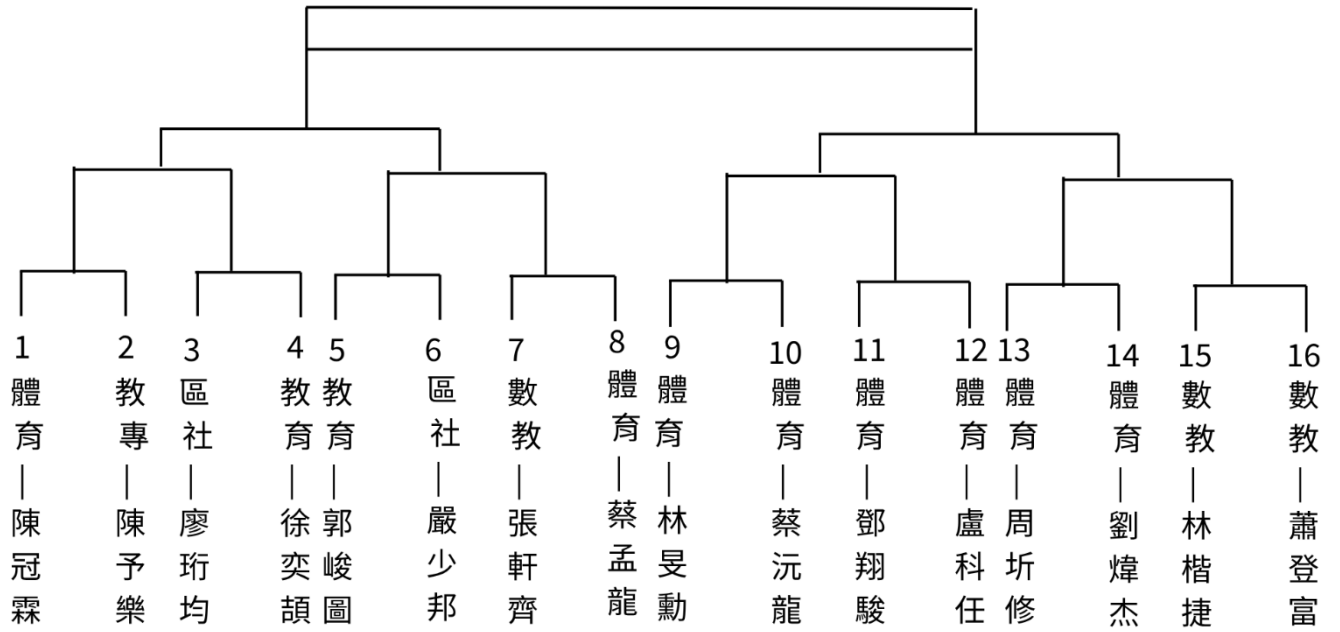 1
體育—陳冠霖
2
教專—陳予樂
3
區社—廖珩均
4
教育—徐奕頡
5
教育—郭峻圖
6
區社—嚴少邦
7
數教—張軒齊
8
體育—蔡孟龍
9
體育—林旻勳
10
體育—蔡沅龍
11
體育—鄧翔駿
12
體育—盧科任
13
體育—周圻修
14
體育—劉煒杰
15
數教—林楷捷
16
數教—蕭登富